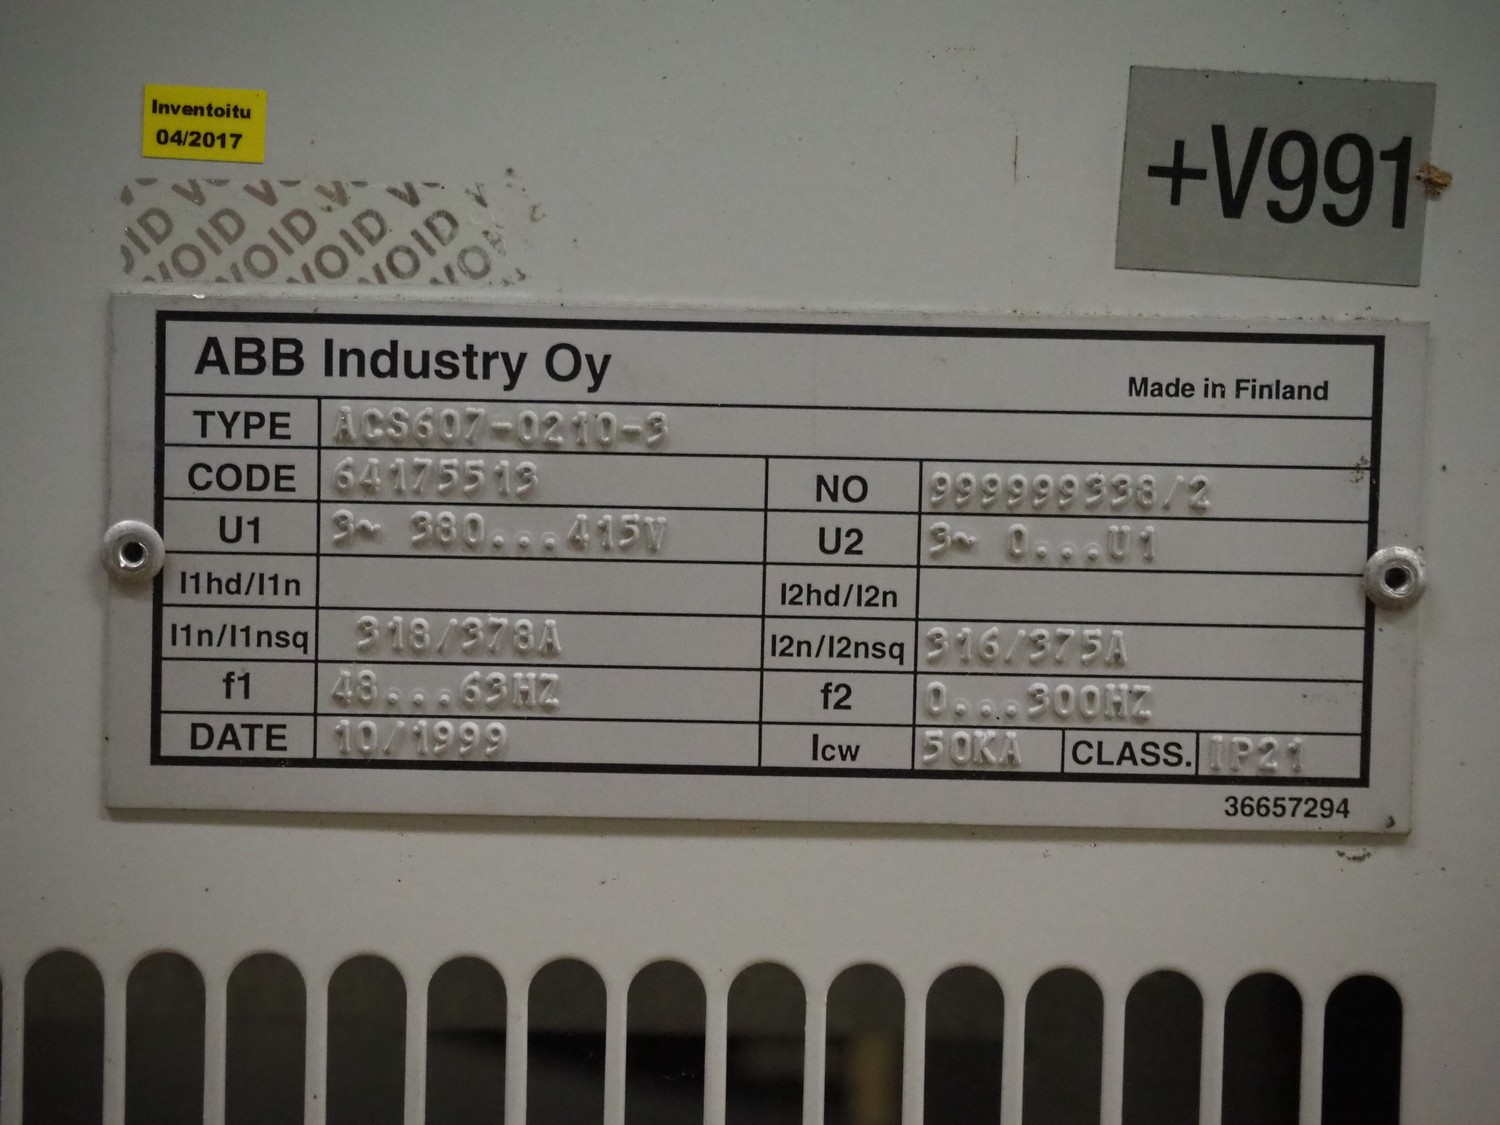 Inventoitu
04/2017
+V991
VOID VOID VOID VOID VO
ABB Industry Oy
Made in Finland
TYPE ACS607-0210-3
CODE 64175513 NO 999999338/2
U1 3~ 380...415V U2 3~ 0...U1
I1hd/I1n I2hd/I2n
I1n/I1nsq 318/378A I2n/I2nsq 316/375A
f1 48...63HZ f2 0...300HZ
DATE 10/1999 Icw 50KA CLASS. IP21
36657294